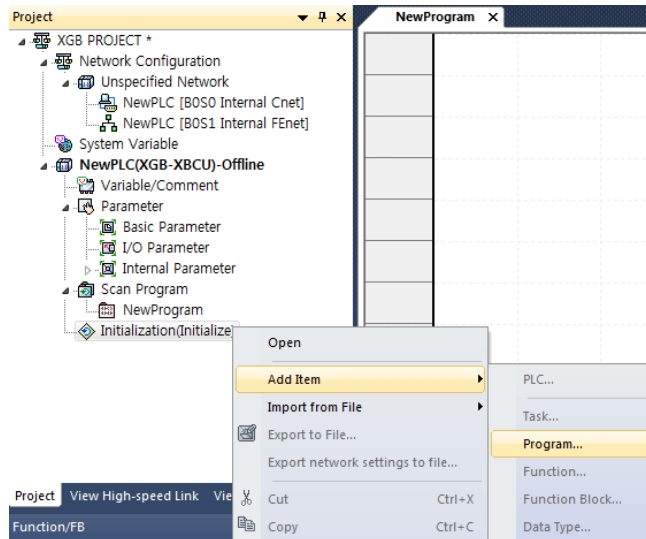 Project
NewProgram
XGB PROJECT *
Network Configuration
Unspecified Network
NewPLC [B0S0 Internal Cnet]
NewPLC [B0S1 Internal FEnet]
System Variable
NewPLC(XGB-XBCU)-Offline
Variable/Comment
Parameter
Basic Parameter
I/O Parameter
Internal Parameter
Scan Program
NewProgram
Initialization(Initialize)
Open
Add Item
PLC...
Import from File
Task...
Export to File...
Program...
Export network settings to file...
Function...
Project View High-speed Link Vie
Cut Ctrl+X
Function Block...
Function/FB
Copy Ctrl+C
Data Type...